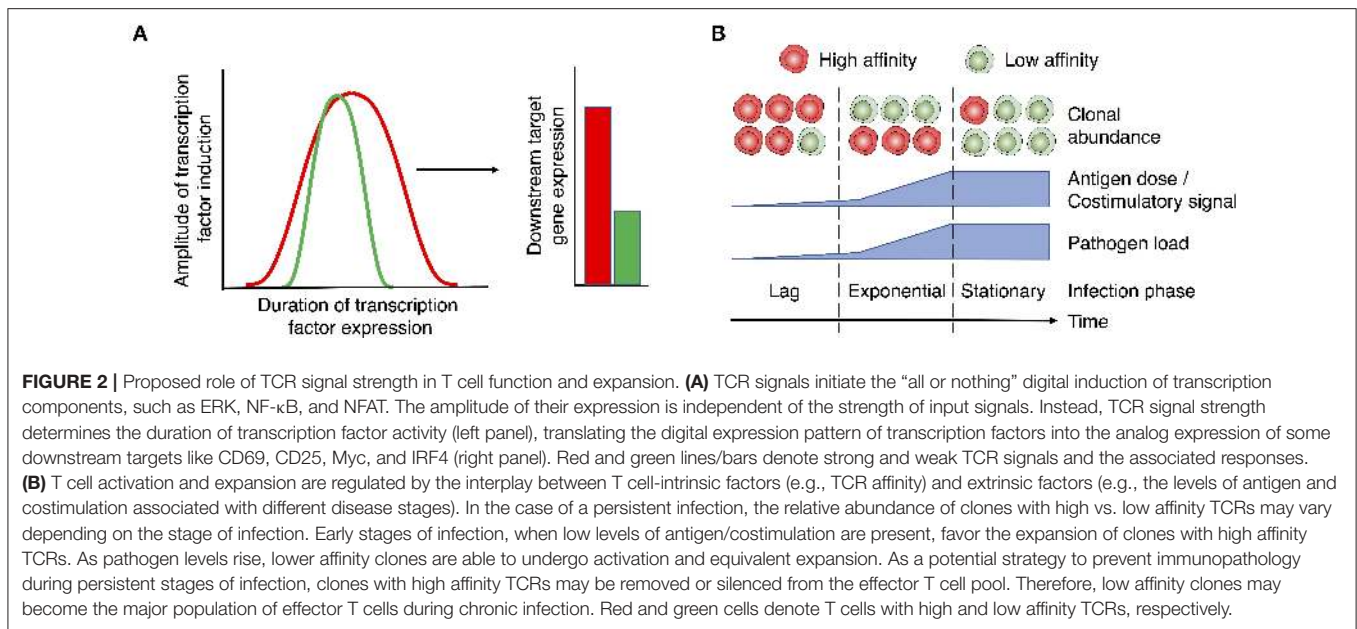 A
Amplitude of transcription
factor induction
Duration of transcription
factor expression
Downstream target
gene expression
B
High affinity
Low affinity
Clonal
abundance
Antigen dose /
Costimulatory signal
Pathogen load
Lag
Exponential
Stationary
Infection phase
Time
FIGURE 2 | Proposed role of TCR signal strength in T cell function and expansion. (A) TCR signals initiate the “all or nothing” digital induction of transcription
components, such as ERK, NF-κB, and NFAT. The amplitude of their expression is independent of the strength of input signals. Instead, TCR signal strength
determines the duration of transcription factor activity (left panel), translating the digital expression pattern of transcription factors into the analog expression of some
downstream targets like CD69, CD25, Myc, and IRF4 (right panel). Red and green lines/bars denote strong and weak TCR signals and the associated responses.
(B) T cell activation and expansion are regulated by the interplay between T cell-intrinsic factors (e.g., TCR affinity) and extrinsic factors (e.g., the levels of antigen and
costimulation associated with different disease stages). In the case of a persistent infection, the relative abundance of clones with high vs. low affinity TCRs may vary
depending on the stage of infection. Early stages of infection, when low levels of antigen/costimulation are present, favor the expansion of clones with high affinity
TCRs. As pathogen levels rise, lower affinity clones are able to undergo activation and equivalent expansion. As a potential strategy to prevent immunopathology
during persistent stages of infection, clones with high affinity TCRs may be removed or silenced from the effector T cell pool. Therefore, low affinity clones may
become the major population of effector T cells during chronic infection. Red and green cells denote T cells with high and low affinity TCRs, respectively.